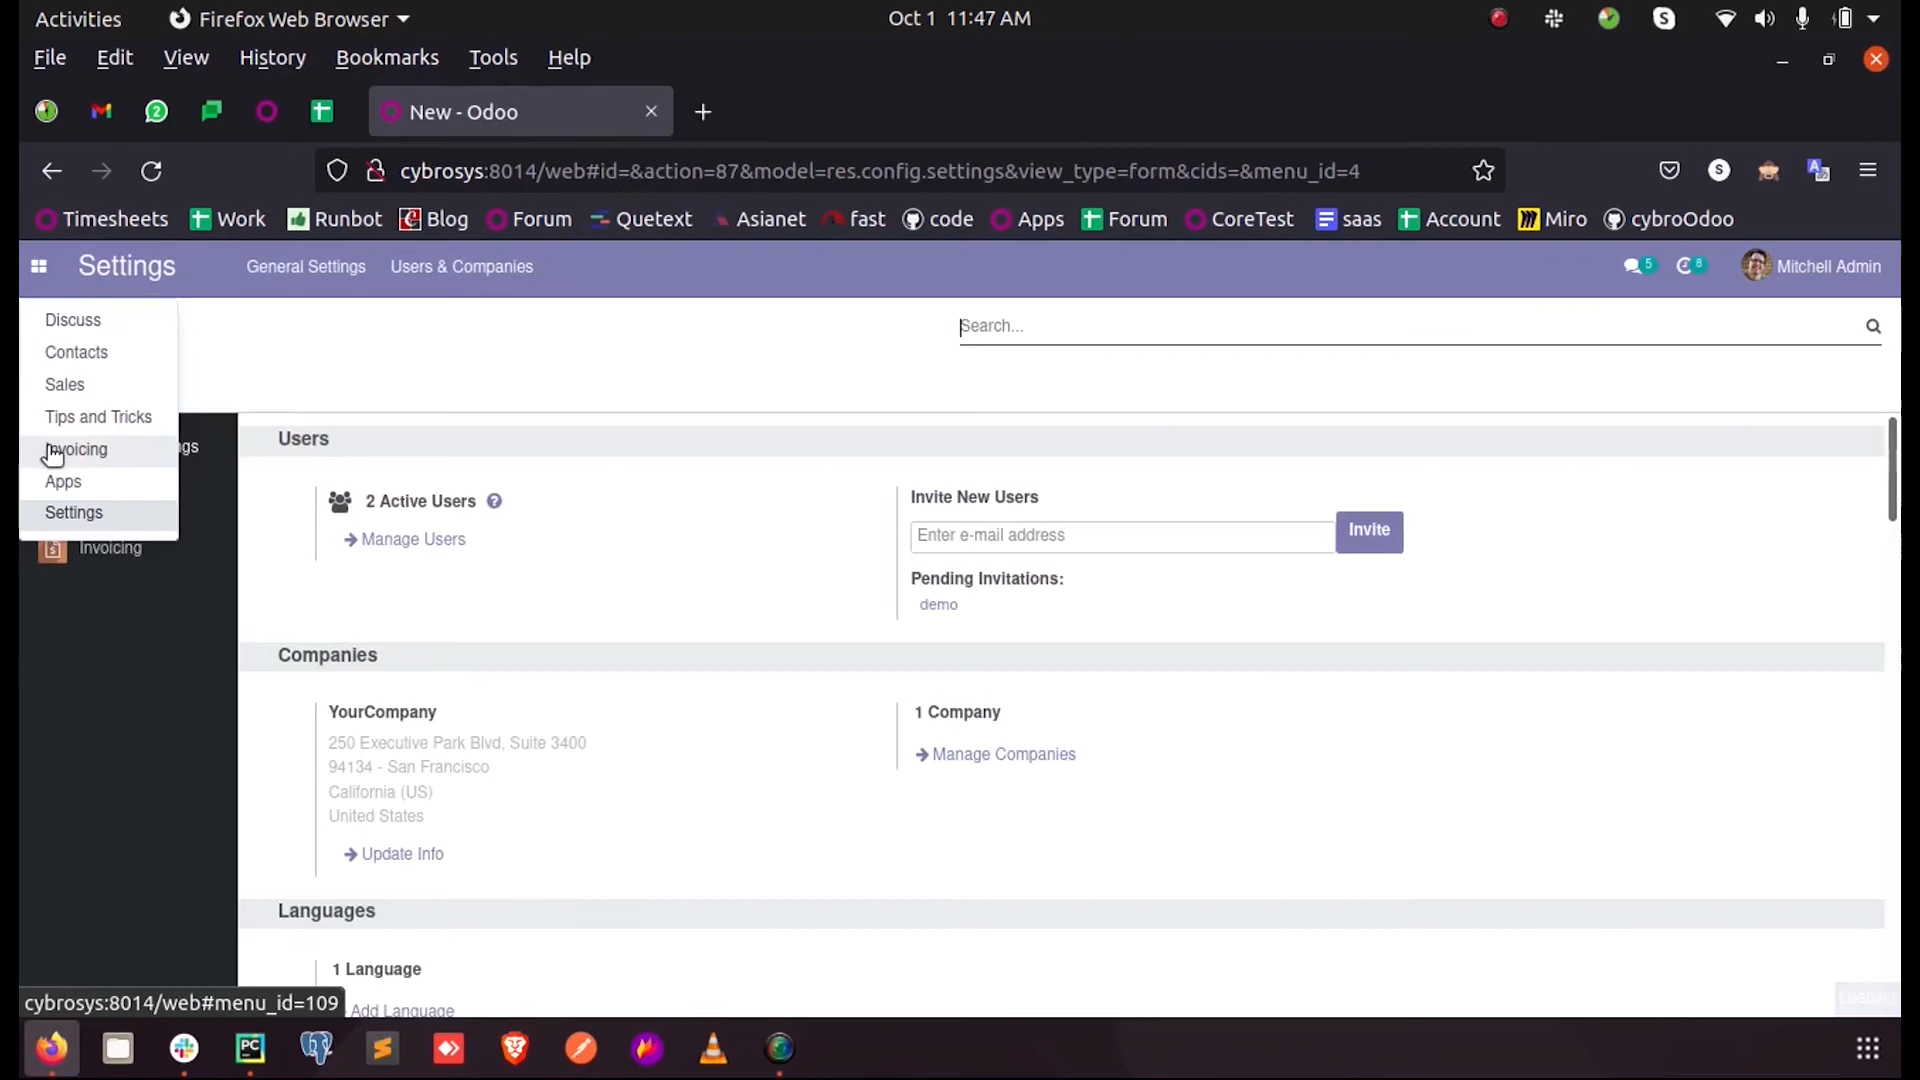 Activities Firefox Web Browser Oct 1 11:47 AM
File Edit View History Bookmarks Tools Help
New - Odoo
cybrosys:8014/web#id=&action=87&model=res.config.settings&view_type=form&cids=&menu_id=4
Timesheets Work Runbot Blog Forum Quetext Asianet fast code Apps Forum CoreTest saas Account Miro cybroOdoo
Settings General Settings Users & Companies 5 8 Mitchell Admin
Discuss
Contacts
Sales
Tips and Tricks
Invoicing
Apps
Settings
Invoicing
Search...
Users
2 Active Users
Manage Users
Invite New Users
Enter e-mail address Invite
Pending Invitations:
demo
Companies
YourCompany
250 Executive Park Blvd, Suite 3400
94134 - San Francisco
California (US)
United States
Update Info
1 Company
Manage Companies
Languages
1 Language
Add Language
Loading
cybrosys:8014/web#menu_id=109